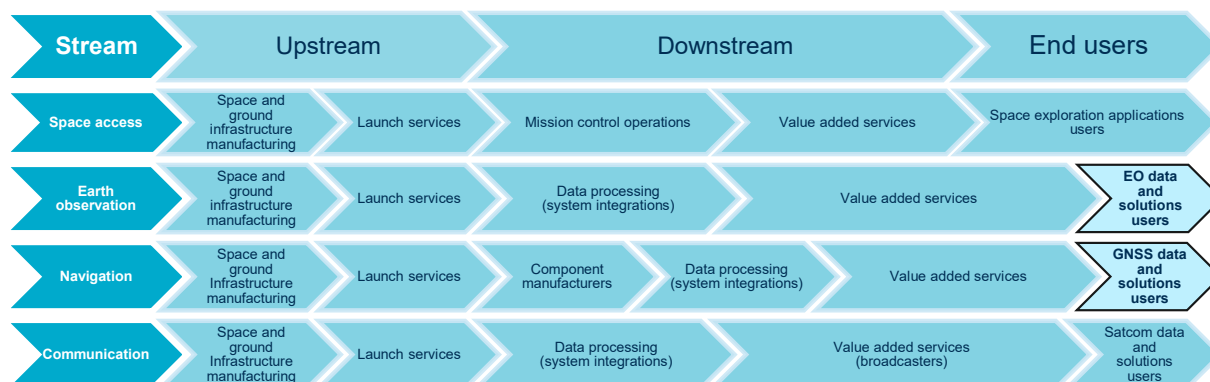 Stream
Upstream
Downstream
End users
Space access
Space and
ground
infrastructure
manufacturing
Launch services
Mission control operations
Value added services
Space exploration applications
users
Earth
observation
Space and
ground
infrastructure
manufacturing
Launch services
Data processing
(system integrations)
Value added services
EO data
and
solutions
users
Navigation
Space and
ground
Infrastructure
manufacturing
Launch services
Component
manufacturers
Data processing
(system integrations)
Value added services
GNSS data
and
solutions
users
Communication
Space and
ground
Infrastructure
manufacturing
Launch services
Data processing
(system integrations)
Value added services
(broadcasters)
Satcom data
and
solutions
users